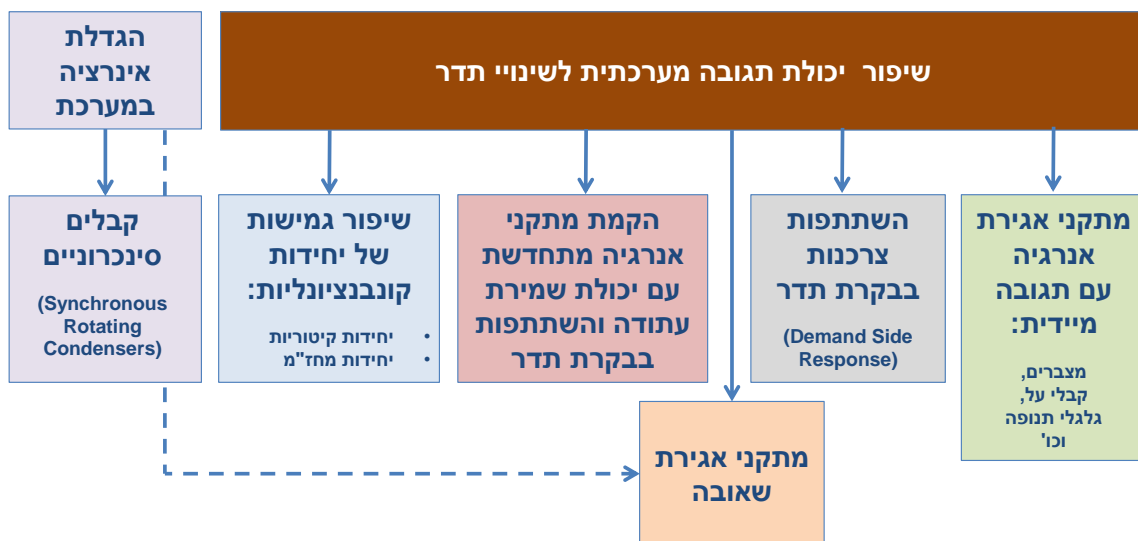 שיפור יכולת תגובה מערכתית לשינויי תדר
הגדלת
אינרציה
במערכת
מתקני אגירת
אנרגיה
עם תגובה
מיידית:
מצברים,
קבלי על,
גלגלי תנופה
וכו'
השתתפות
צרכנות
בבקרת תדר
(Demand Side
Response)
הקמת מתקני
אנרגיה מתחדשת
עם יכולת שמירת
עתודה והשתתפות
בבקרת תדר
שיפור גמישות
של יחידות
קונבנציונליות:
• יחידות קיטוריות
• יחידות מחז"מ
קבלים
סינכרוניים
(Synchronous
Rotating
Condensers)
מתקני אגירת
שאובה